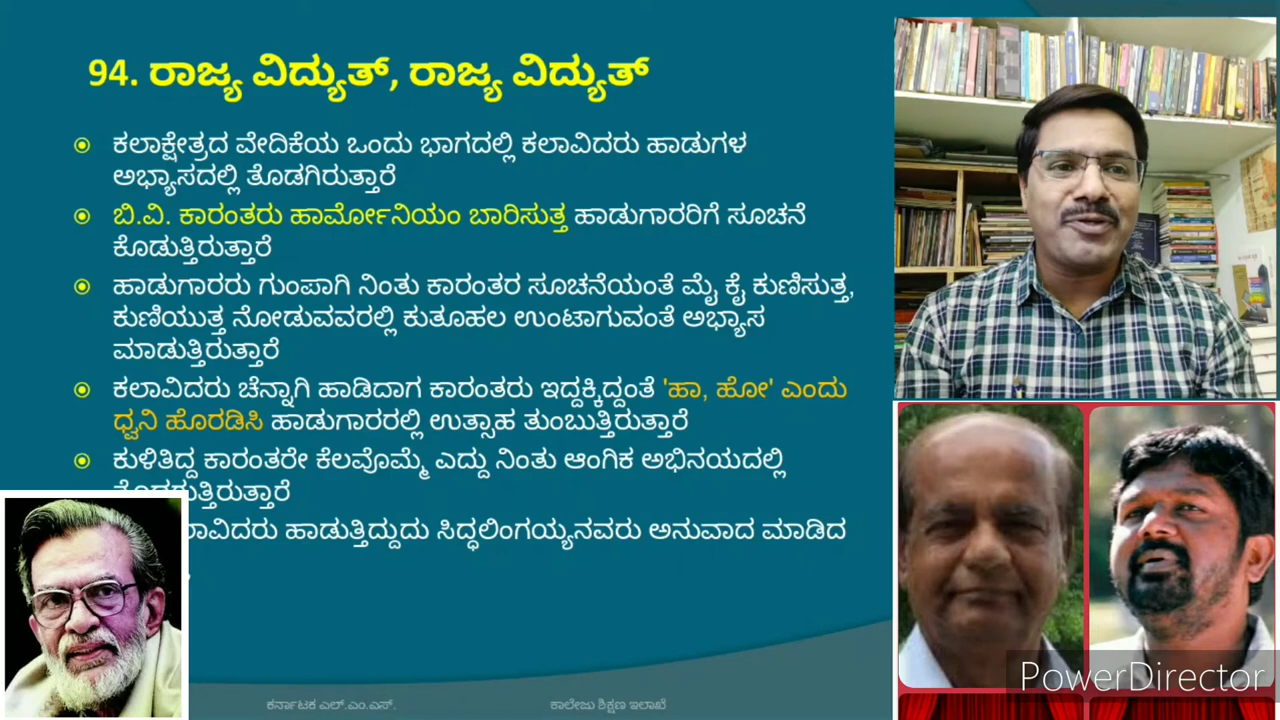 94. ರಾಜ್ಯ ವಿದ್ಯುತ್, ರಾಜ್ಯ ವಿದ್ಯುತ್
ಕಲಾಕ್ಷೇತ್ರದ ವೇದಿಕೆಯ ಒಂದು ಭಾಗದಲ್ಲಿ ಕಲಾವಿದರು ಹಾಡುಗಳ
ಅಭ್ಯಾಸದಲ್ಲಿ ತೊಡಗಿರುತ್ತಾರೆ
ಬಿ.ವಿ. ಕಾರಂತರು ಹಾರ್ಮೋನಿಯಂ ಬಾರಿಸುತ್ತ ಹಾಡುಗಾರರಿಗೆ ಸೂಚನೆ
ಕೊಡುತ್ತಿರುತ್ತಾರೆ
ಹಾಡುಗಾರರು ಗುಂಪಾಗಿ ನಿಂತು ಕಾರಂತರ ಸೂಚನೆಯಂತೆ ಮೈ ಕೈ ಕುಣಿಸುತ್ತ,
ಕುಣಿಯುತ್ತ ನೋಡುವವರಲ್ಲಿ ಕುತೂಹಲ ಉಂಟಾಗುವಂತೆ ಅಭ್ಯಾಸ
ಮಾಡುತ್ತಿರುತ್ತಾರೆ
ಕಲಾವಿದರು ಚೆನ್ನಾಗಿ ಹಾಡಿದಾಗ ಕಾರಂತರು ಇದ್ದಕ್ಕಿದ್ದಂತೆ 'ಹಾ, ಹೋ' ಎಂದು
ಧ್ವನಿ ಹೊರಡಿಸಿ ಹಾಡುಗಾರರಲ್ಲಿ ಉತ್ಸಾಹ ತುಂಬುತ್ತಿರುತ್ತಾರೆ
ಕುಳಿತಿದ್ದ ಕಾರಂತರೇ ಕೆಲವೊಮ್ಮೆ ಎದ್ದು ನಿಂತು ಆಂಗಿಕ ಅಭಿನಯದಲ್ಲಿ
ಹಾಡುತ್ತಿದ್ದುದು ಸಿದ್ಧಲಿಂಗಯ್ಯನವರು ಅನುವಾದ ಮಾಡಿದ
ಕರ್ನಾಟಕ ಎಲ್.ಎಂ.ಎಸ್. ಕಾಲೇಜು ಶಿಕ್ಷಣ ಇಲಾಖೆ
PowerDirector